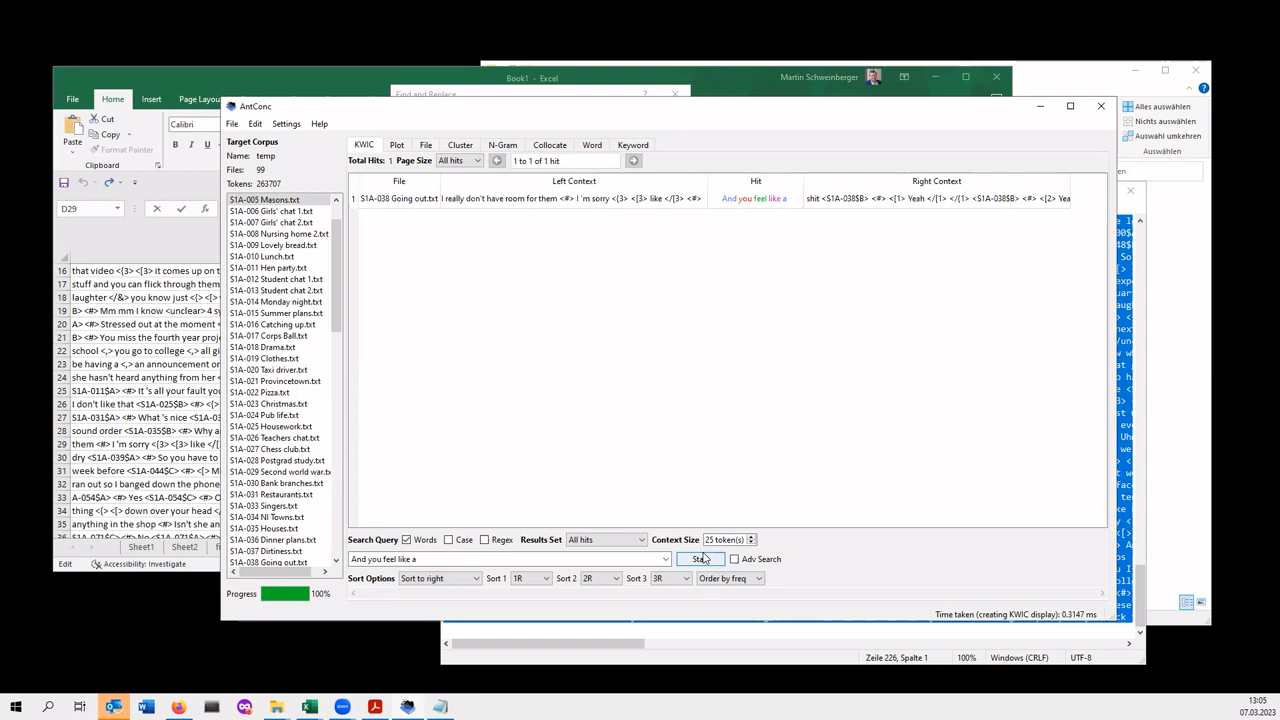 Book1 - Excel
Martin Schweinberger
Find and Replace
?
File
Home
Insert
Page Layou
Paste
Cut
Copy
Format Painter
Clipboard
Calibri
B I U
D29
16 that video <{3> <[3> it comes up on t
17 stuff and you can flick through them
18 laughter </&> you know just <{> <[> l
19 B> <#> Mm mm I know <unclear> 4 sy
20 A> <#> Stressed out at the moment <
21 B> <#> You miss the fourth year proj
22 school <,> you go to college <,> all gi
23 be having a <,> an announcement or
24 she hasn't heard anything from her <
25 S1A-011$A> <#> It 's all your fault you
26 I don't like that <S1A-025$B> <#> I
27 S1A-031$A> <#> What 's nice <S1A-03
28 sound order <S1A-035$B> <#> Why a
29 them <#> I 'm sorry <{3> <[3> like </[3
30 dry <S1A-039$A> <#> So you have to
31 week before <S1A-044$C> <#> <[> M
32 ran out so I banged down the phone
33 A-054$A> <#> Yes <S1A-054$C> <#> O
34 thing <{> <[> down over your head </
35 anything in the shop <#> Isn't she an
Sheet1
Sheet2
Edit
Accessibility: Investigate
AntConc
File
Edit
Settings
Help
Target Corpus
Name: temp
Files: 99
Tokens: 263707
S1A-005 Masons.txt
S1A-006 Girls' chat 1.txt
S1A-007 Girls' chat 2.txt
S1A-008 Nursing home 2.txt
S1A-009 Lovely bread.txt
S1A-010 Lunch.txt
S1A-011 Hen party.txt
S1A-012 Student chat 1.txt
S1A-013 Student chat 2.txt
S1A-014 Monday night.txt
S1A-015 Summer plans.txt
S1A-016 Catching up.txt
S1A-017 Corps Ball.txt
S1A-018 Drama.txt
S1A-019 Clothes.txt
S1A-020 Taxi driver.txt
S1A-021 Provincetown.txt
S1A-022 Pizza.txt
S1A-023 Christmas.txt
S1A-024 Pub life.txt
S1A-025 Housework.txt
S1A-026 Teachers chat.txt
S1A-027 Chess club.txt
S1A-028 Postgrad study.txt
S1A-029 Second world war.tx
S1A-030 Bank branches.txt
S1A-031 Restaurants.txt
S1A-033 Singers.txt
S1A-034 NI Towns.txt
S1A-035 Houses.txt
S1A-036 Dinner plans.txt
S1A-037 Dirtiness.txt
S1A-038 Going out.txt
Progress 100%
KWIC
Plot
File
Cluster
N-Gram
Collocate
Word
Keyword
Total Hits: 1 Page Size All hits 1 to 1 of 1 hit
File
Left Context
Hit
Right Context
1 S1A-038 Going out.txt I really don't have room for them <#> I 'm sorry <{3> <[3> like </[3> <#> And you feel like a shit <S1A-038$B> <#> <[1> Yeah </[1> </{1> <S1A-038$B> <#> <[2> Yea
Search Query Words Case Regex Results Set All hits Context Size 25 token(s)
And you feel like a
Adv Search
Sort Options Sort to right Sort 1 1R Sort 2 2R Sort 3 3R Order by freq
Time taken (creating KWIC display): 0.3147 ms
Alles auswählen
Nichts auswählen
Auswahl umkehren
Auswählen
Zeile 226, Spalte 1
100%
Windows (CRLF)
UTF-8
13:05
07.03.2023